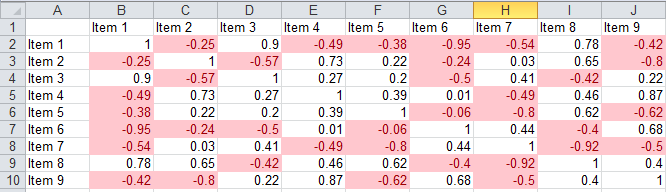 A B C D E F G H I J
1 Item 1 Item 2 Item 3 Item 4 Item 5 Item 6 Item 7 Item 8 Item 9
2 Item 1 1 -0.25 0.9 -0.49 -0.38 -0.95 -0.54 0.78 -0.42
3 Item 2 -0.25 1 -0.57 0.73 0.22 -0.24 0.03 0.65 -0.8
4 Item 3 0.9 -0.57 1 0.27 0.2 -0.5 0.41 -0.42 0.22
5 Item 4 -0.49 0.73 0.27 1 0.39 0.01 -0.49 0.46 0.87
6 Item 5 -0.38 0.22 0.2 0.39 1 -0.06 -0.8 0.62 -0.62
7 Item 6 -0.95 -0.24 -0.5 0.01 -0.06 1 0.44 -0.4 0.68
8 Item 7 -0.54 0.03 0.41 -0.49 -0.8 0.44 1 -0.92 -0.5
9 Item 8 0.78 0.65 -0.42 0.46 0.62 -0.4 -0.92 1 0.4
10 Item 9 -0.42 -0.8 0.22 0.87 -0.62 0.68 -0.5 0.4 1